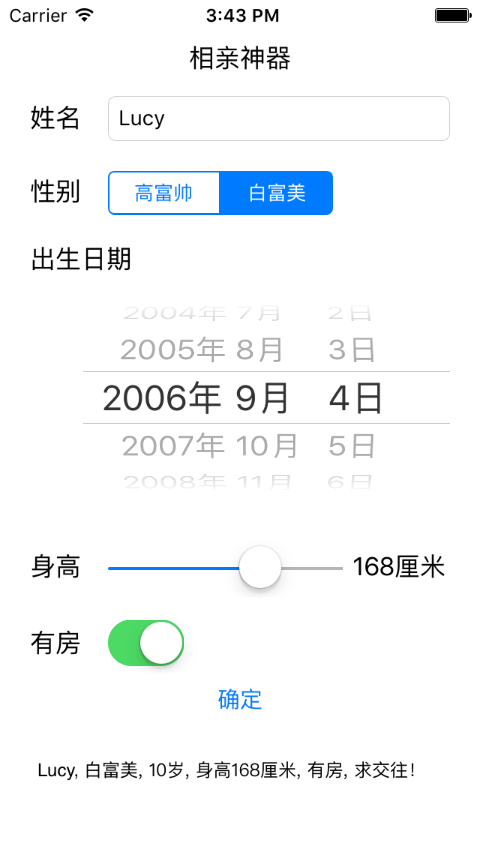 Carrier 3:43 PM
相亲神器
姓名 Lucy
性别 高富帅 白富美
出生日期
2004年 7月 2日
2005年 8月 3日
2006年 9月 4日
2007年 10月 5日
2008年 11月 6日
身高 168厘米
有房
确定
Lucy, 白富美, 10岁, 身高168厘米, 有房, 求交往！